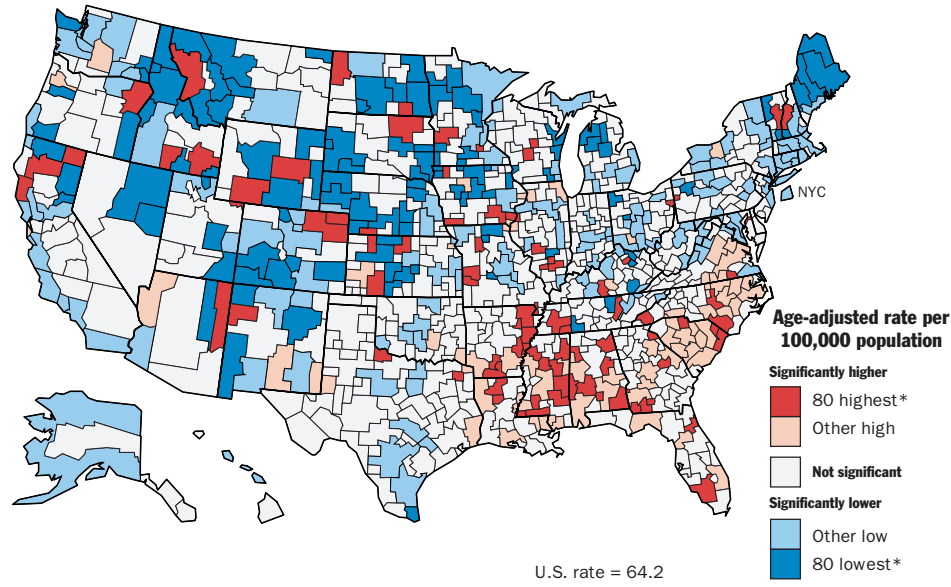 NYC
Age-adjusted rate per
100,000 population
Significantly higher
80 highest*
Other high
Not significant
Significantly lower
Other low
80 lowest*
U.S. rate = 64.2